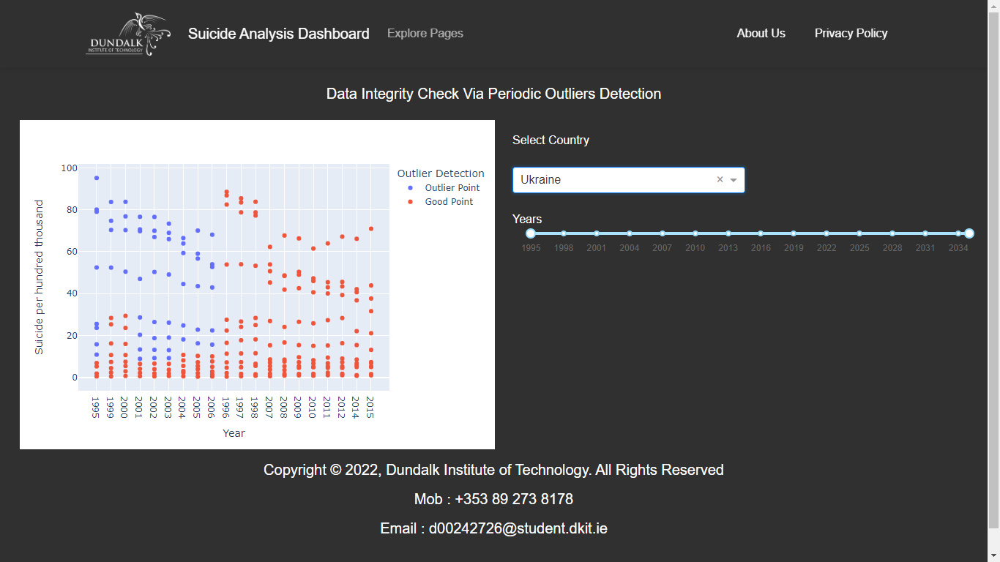 DUNDALK
INSTITUTE OF TECHNOLOGY
Suicide Analysis Dashboard Explore Pages About Us Privacy Policy
Data Integrity Check Via Periodic Outliers Detection
Select Country
Ukraine ×
Years
1995 1998 2001 2004 2007 2010 2013 2016 2019 2022 2025 2028 2031 2034
Outlier Detection
Outlier Point
Good Point
Suicide per hundred thousand
100
80
60
40
20
0
1995 1999 2000 2001 2002 2003 2004 2005 2006 1996 1997 1998 2007 2008 2009 2010 2011 2012 2014 2015
Year
Copyright © 2022, Dundalk Institute of Technology. All Rights Reserved
Mob : +353 89 273 8178
Email : d00242726@student.dkit.ie